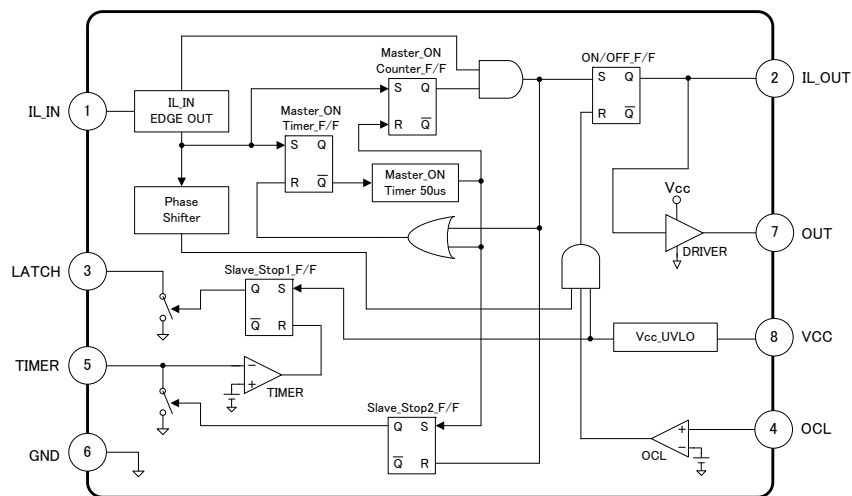 Master_ON
Counter_F/F
S Q
R Q
ON/OFF_F/F
S Q
R Q
2 IL_OUT
IL_IN 1
IL_IN
EDGE OUT
Master_ON
Timer_F/F
S Q
R Q
Master_ON
Timer 50us
Phase
Shifter
Vcc
DRIVER
7 OUT
LATCH 3
Slave_Stop1_F/F
Q S
Q R
Vcc_UVLO
8 VCC
TIMER 5
−
+
TIMER
Slave_Stop2_F/F
Q S
Q R
+
−
OCL
4 OCL
GND 6